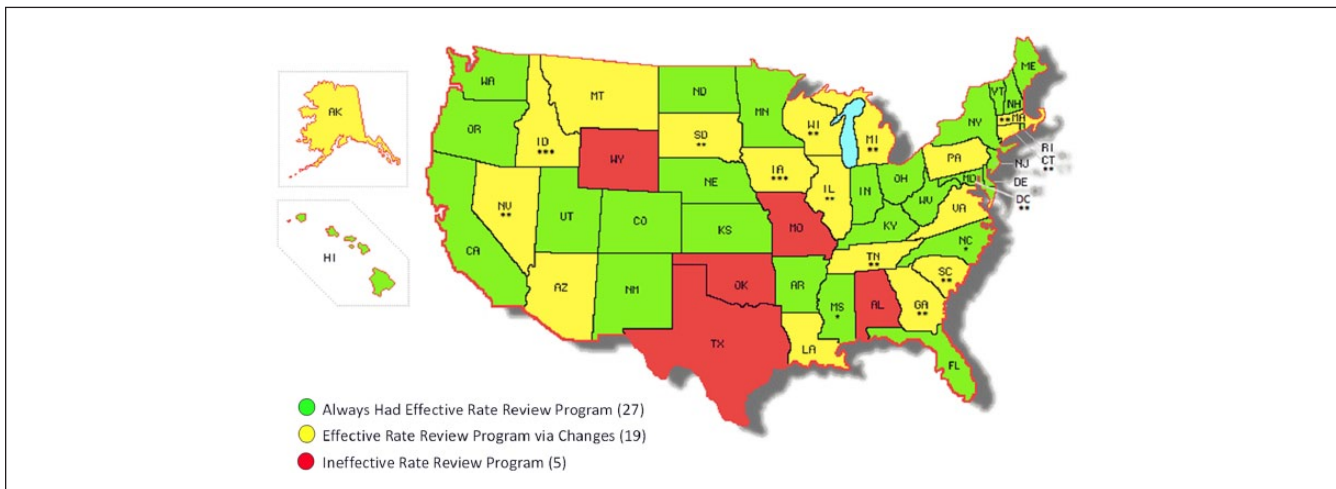 WA
MT
ND
MN
ME
VT
NH
AK
OR
ID
***
SD
**
WI
**
MI
**
NY
**
MA
WY
RI
CT
**
IA
***
PA
NJ
NE
OH
MD
DE
NV
**
IL
**
IN
WV
DC
**
UT
CO
VA
HI
KS
MO
KY
CA
NC
*
TN
**
AZ
OK
AR
SC
**
NM
MS
*
AL
GA
**
TX
LA
FL
Always Had Effective Rate Review Program (27)
Effective Rate Review Program via Changes (19)
Ineffective Rate Review Program (5)